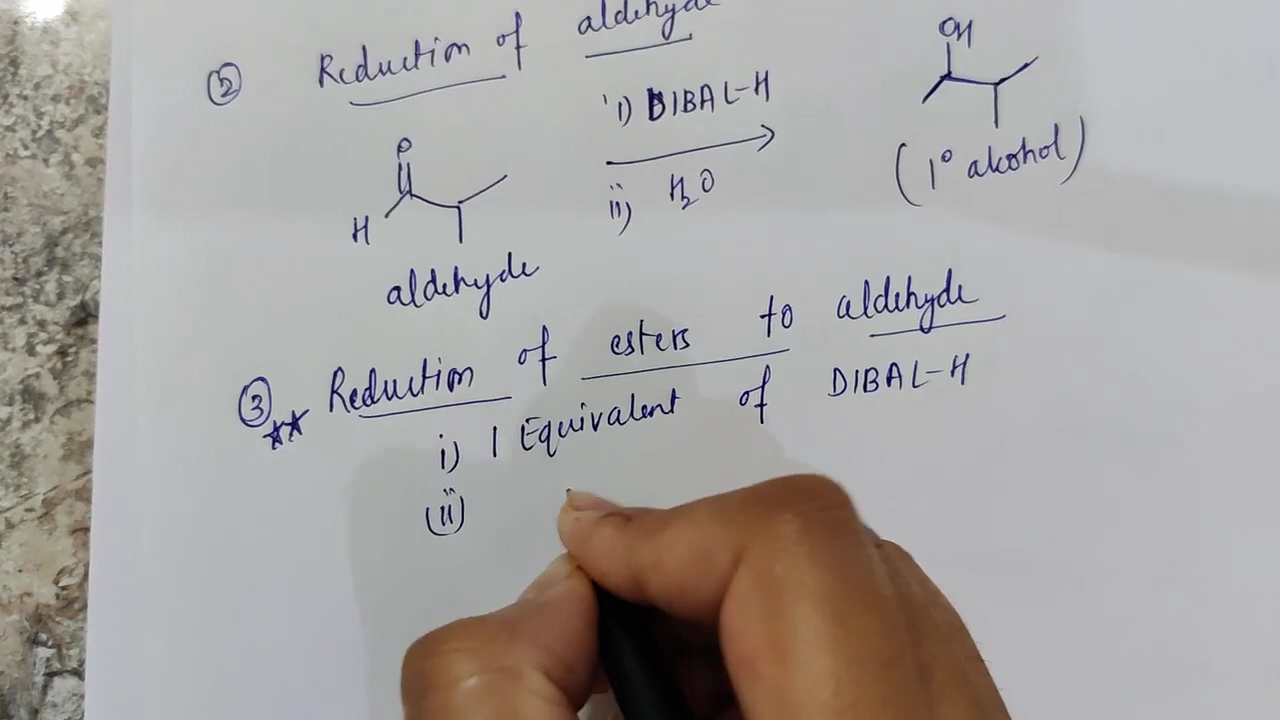 ② Reduction of aldehyde
OH
i) DIBAL-H
ii) H₂O
O
H
aldehyde
(1° alcohol)
③ ** Reduction of esters to aldehyde
i) 1 Equivalent of DIBAL-H
(ii)